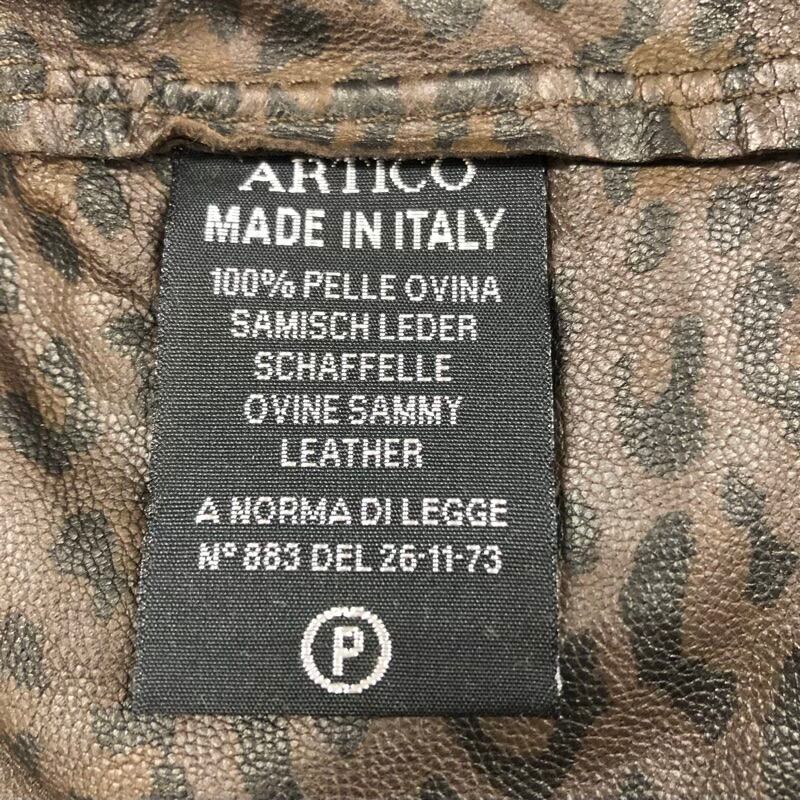 ARTICO
MADE IN ITALY
100% PELLE OVINA
SAMISCH LEDER
SCHAFFELLE
OVINE SAMMY
LEATHER
A NORMA DI LEGGE
Nº 883 DEL 26-11-73
P